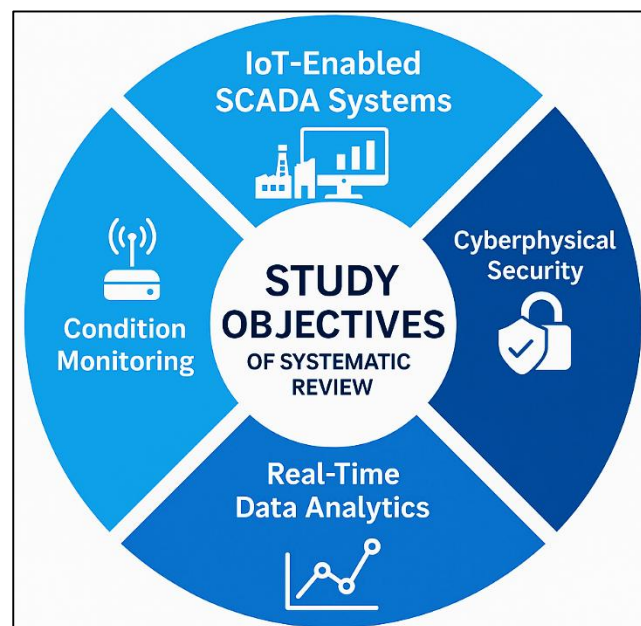 IoT-Enabled
SCADA Systems
Cyberphysical
Security
STUDY
OBJECTIVES
OF SYSTEMATIC
REVIEW
Condition
Monitoring
Real-Time
Data Analytics